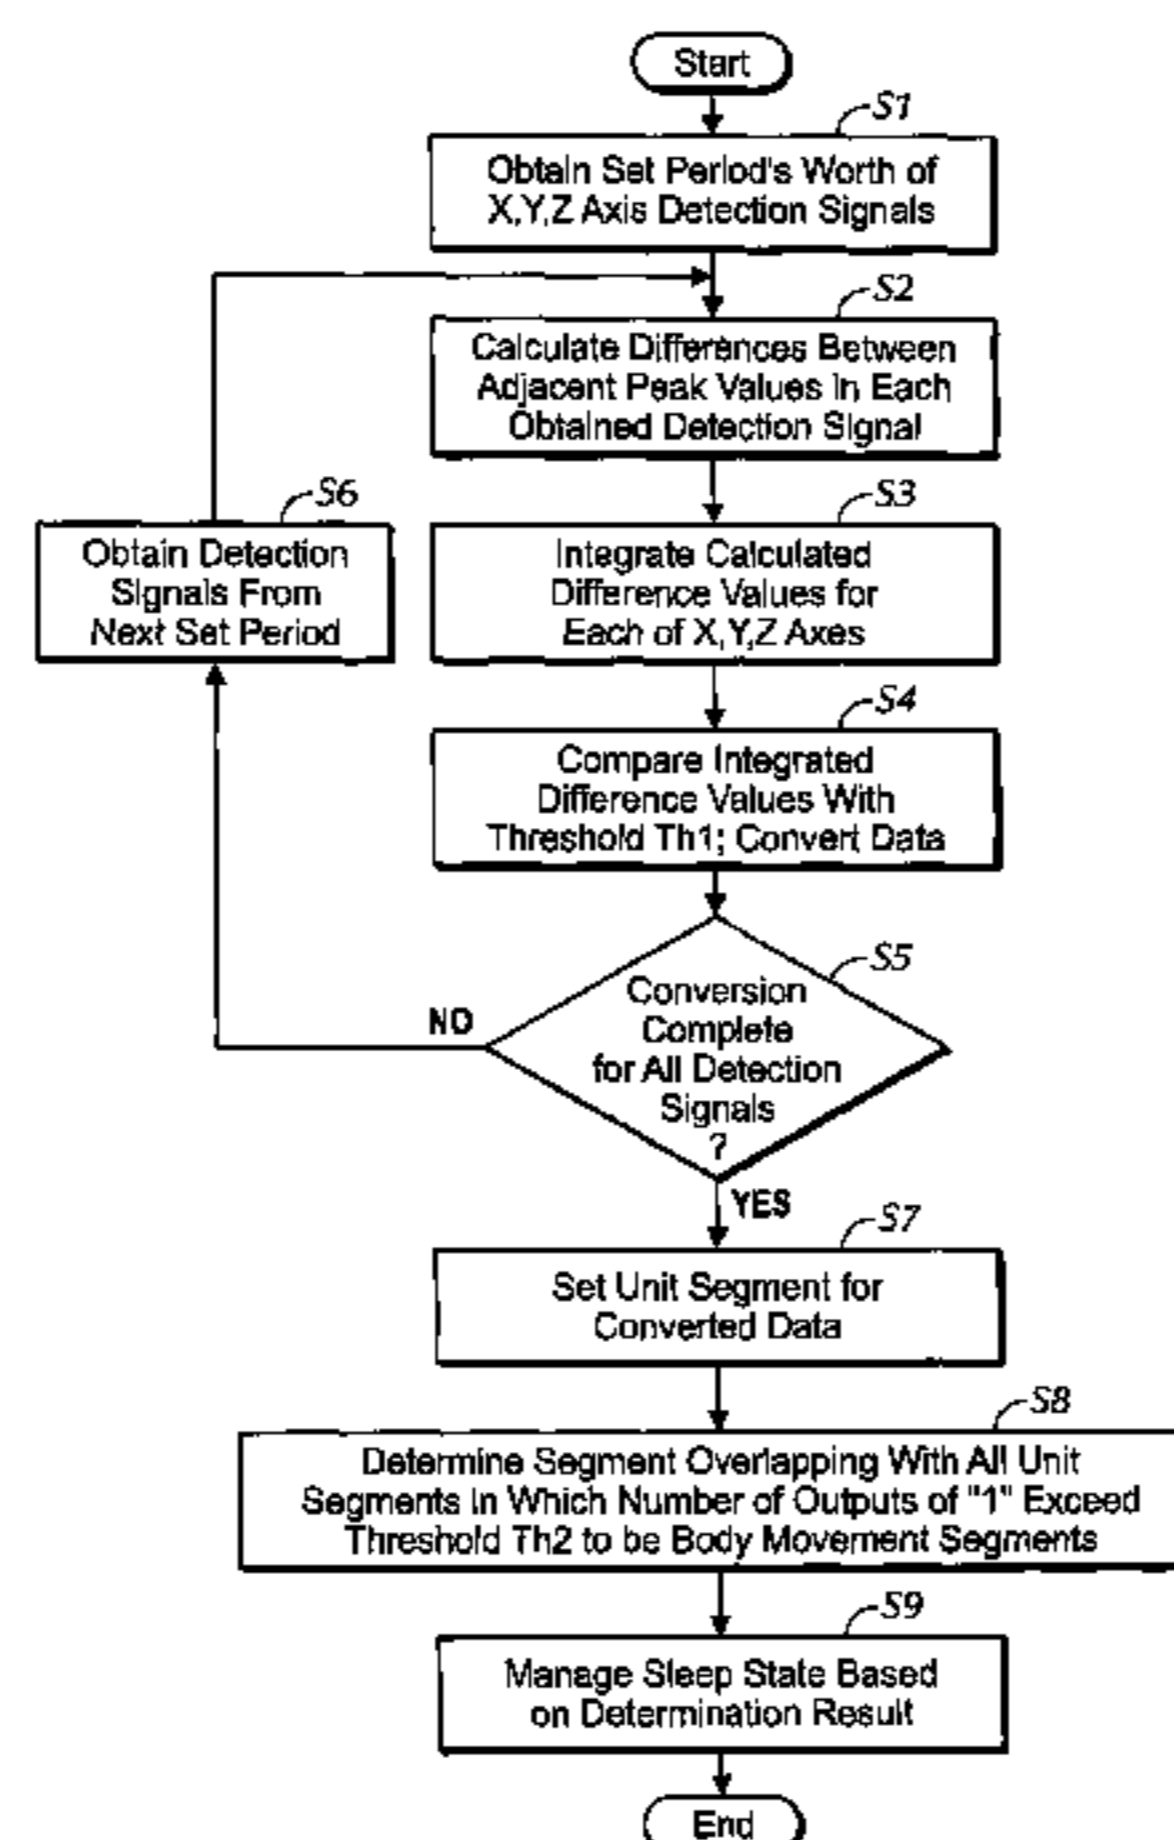 Start
S1
Obtain Set Period's Worth of
X,Y,Z Axis Detection Signals
S2
Calculate Differences Between
Adjacent Peak Values in Each
Obtained Detection Signal
S6
Obtain Detection
Signals From
Next Set Period
S3
Integrate Calculated
Difference Values for
Each of X,Y,Z Axes
S4
Compare Integrated
Difference Values With
Threshold Th1; Convert Data
S5
Conversion
Complete
for All Detection
Signals
?
NO
YES
S7
Set Unit Segment for
Converted Data
S8
Determine Segment Overlapping With All Unit
Segments in Which Number of Outputs of "1" Exceed
Threshold Th2 to be Body Movement Segments
S9
Manage Sleep State Based
on Determination Result
End